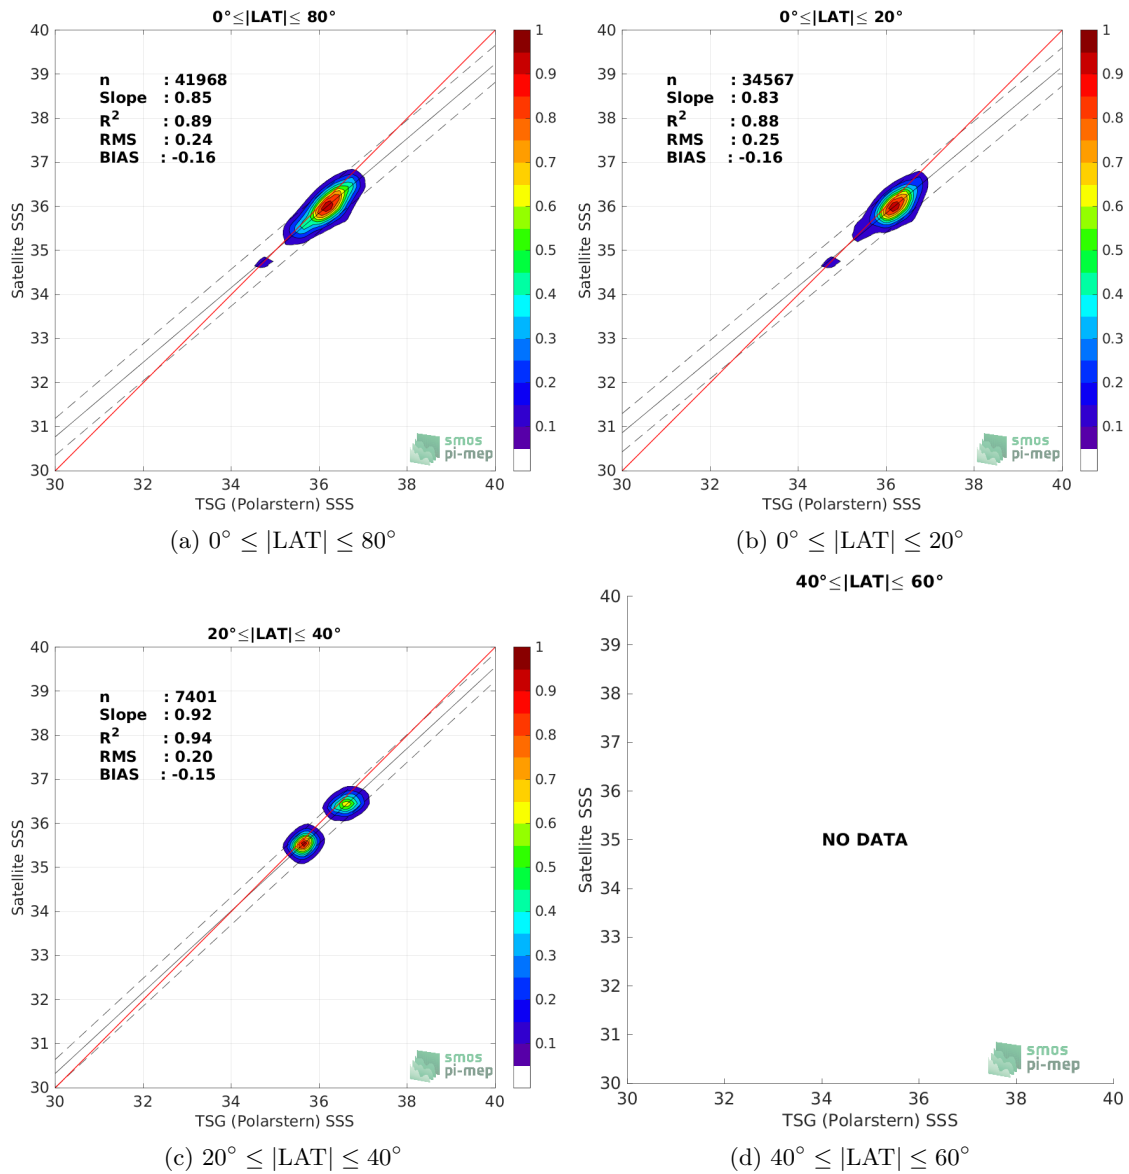 0°≤|LAT|≤ 80°
40
39
38
37
36
35
34
33
32
31
30
n : 41968
Slope : 0.85
R² : 0.89
RMS : 0.24
BIAS : -0.16
Satellite SSS
30 32 34 36 38 40
TSG (Polarstern) SSS
smos
pi-mep
1
0.9
0.8
0.7
0.6
0.5
0.4
0.3
0.2
0.1
(a) 0° ≤ |LAT| ≤ 80°
0°≤|LAT|≤ 20°
40
39
38
37
36
35
34
33
32
31
30
n : 34567
Slope : 0.83
R² : 0.88
RMS : 0.25
BIAS : -0.16
Satellite SSS
30 32 34 36 38 40
TSG (Polarstern) SSS
smos
pi-mep
1
0.9
0.8
0.7
0.6
0.5
0.4
0.3
0.2
0.1
(b) 0° ≤ |LAT| ≤ 20°
20°≤|LAT|≤ 40°
40
39
38
37
36
35
34
33
32
31
30
n : 7401
Slope : 0.92
R² : 0.94
RMS : 0.20
BIAS : -0.15
Satellite SSS
30 32 34 36 38 40
TSG (Polarstern) SSS
smos
pi-mep
1
0.9
0.8
0.7
0.6
0.5
0.4
0.3
0.2
0.1
(c) 20° ≤ |LAT| ≤ 40°
40°≤|LAT|≤ 60°
40
39
38
37
36
35
34
33
32
31
30
NO DATA
Satellite SSS
30 32 34 36 38 40
TSG (Polarstern) SSS
smos
pi-mep
(d) 40° ≤ |LAT| ≤ 60°